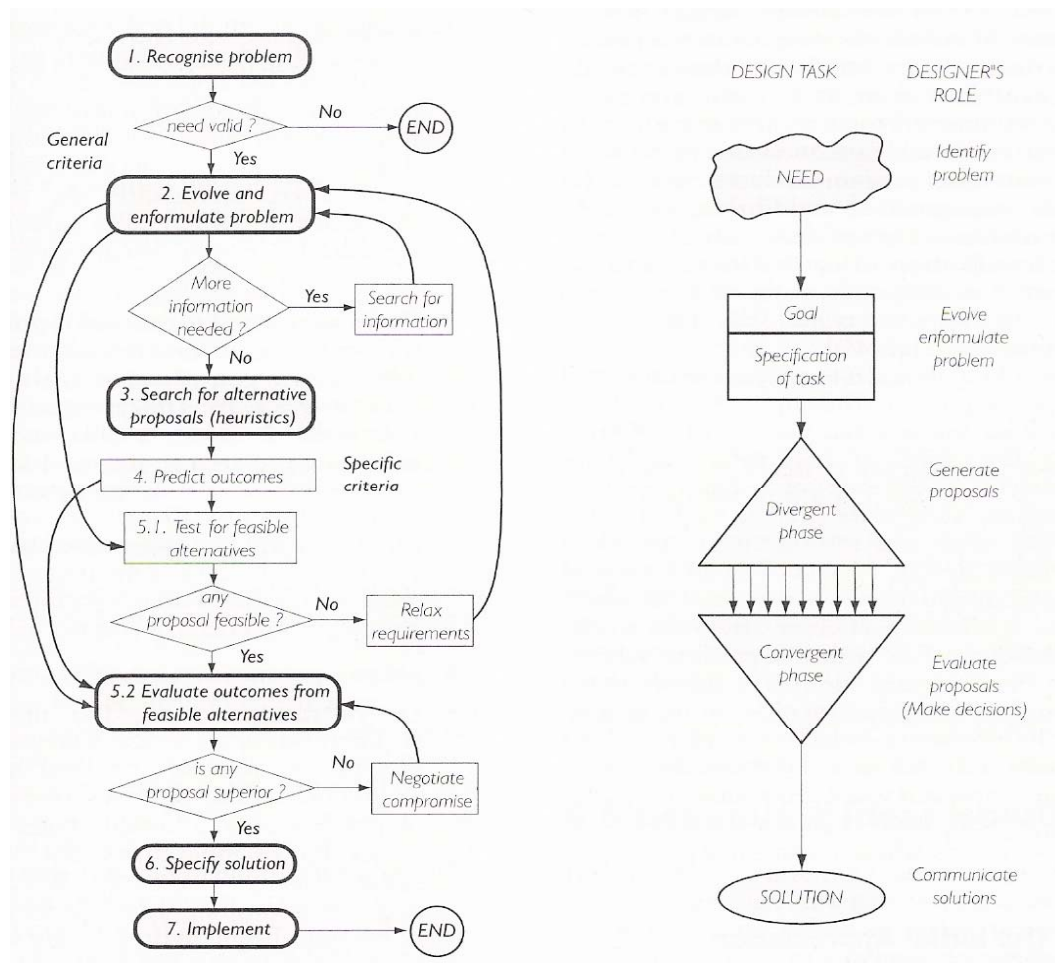 1. Recognise problem
need valid ?
No
END
General
criteria
Yes
2. Evolve and
enformulate problem
More
information
needed ?
Yes
Search for
information
No
3. Search for alternative
proposals (heuristics)
4. Predict outcomes
Specific
criteria
5.1. Test for feasible
alternatives
any
proposal feasible ?
No
Relax
requirements
Yes
5.2 Evaluate outcomes from
feasible alternatives
is any
proposal superior ?
No
Negotiate
compromise
Yes
6. Specify solution
7. Implement
END
DESIGN TASK
DESIGNER"S
ROLE
NEED
Identify
problem
Goal
Specification
of task
Evolve
enformulate
problem
Divergent
phase
Generate
proposals
Convergent
phase
Evaluate
proposals
(Make decisions)
SOLUTION
Communicate
solutions